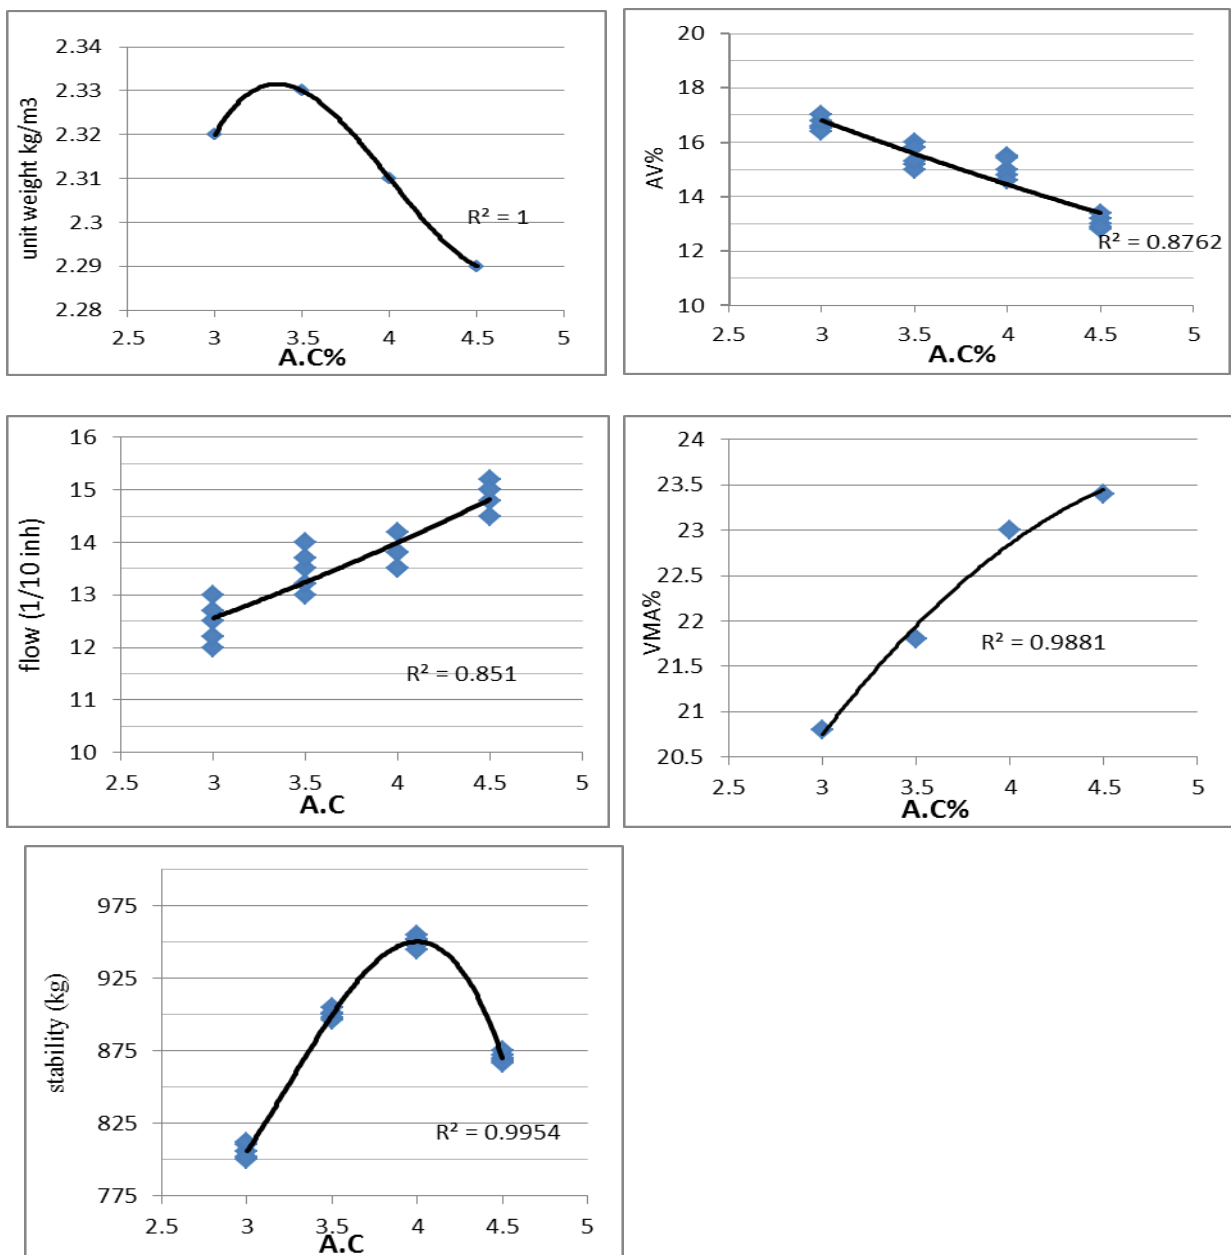 unit weight kg/m3
2.34
2.33
2.32
2.31
2.3
2.29
2.28
R² = 1
2.5 3 3.5 4 4.5 5
A.C%
AV%
20
18
16
14
12
10
R² = 0.8762
2.5 3 3.5 4 4.5 5
A.C%
flow (1/10 inh)
16
15
14
13
12
11
10
R² = 0.851
2.5 3 3.5 4 4.5 5
A.C
VMA%
24
23.5
23
22.5
22
21.5
21
20.5
R² = 0.9881
2.5 3 3.5 4 4.5 5
A.C%
stability (kg)
975
925
875
825
775
R² = 0.9954
2.5 3 3.5 4 4.5 5
A.C